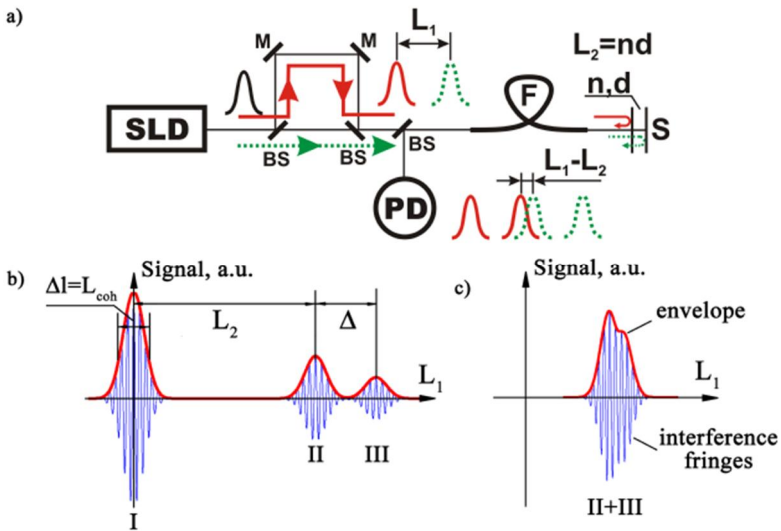 a)
M
M
L₁
L₂=nd
F
n,d
SLD
S
BS
BS
BS
L₁-L₂
PD
b)
Signal, a.u.
Δl=L_coh
L₂
Δ
L₁
I
II
III
c)
Signal, a.u.
envelope
L₁
interference
fringes
II+III